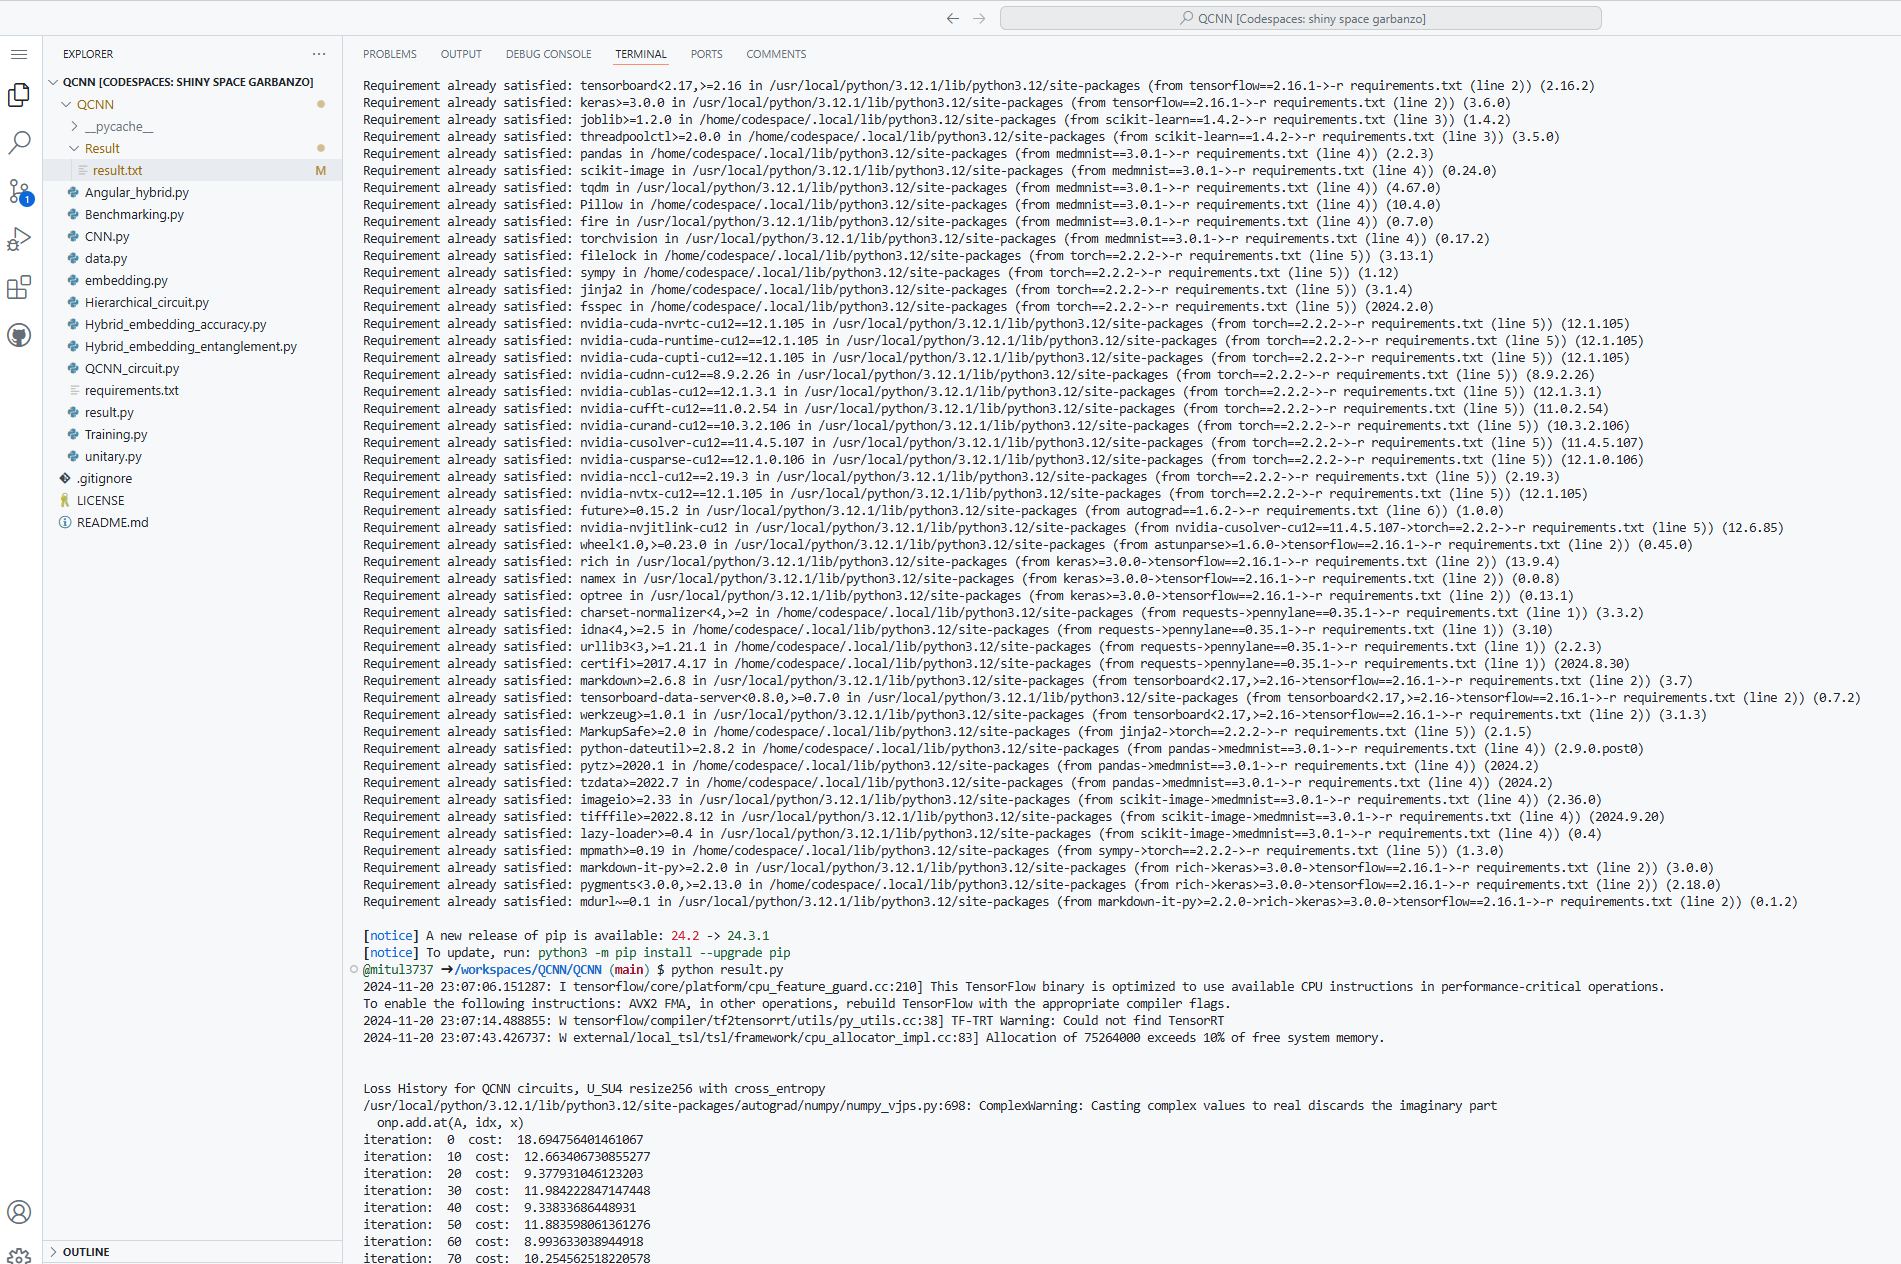 QCNN [Codespaces: shiny space garbanzo]
EXPLORER
QCNN [CODESPACES: SHINY SPACE GARBANZO]
QCNN
__pycache__
Result
result.txt M
Angular_hybrid.py
Benchmarking.py
CNN.py
data.py
embedding.py
Hierarchical_circuit.py
Hybrid_embedding_accuracy.py
Hybrid_embedding_entanglement.py
QCNN_circuit.py
requirements.txt
result.py
Training.py
unitary.py
.gitignore
LICENSE
README.md
OUTLINE
1
PROBLEMS OUTPUT DEBUG CONSOLE TERMINAL PORTS COMMENTS
Requirement already satisfied: tensorboard<2.17,>=2.16 in /usr/local/python/3.12.1/lib/python3.12/site-packages (from tensorflow==2.16.1->-r requirements.txt (line 2)) (2.16.2)
Requirement already satisfied: keras>=3.0.0 in /usr/local/python/3.12.1/lib/python3.12/site-packages (from tensorflow==2.16.1->-r requirements.txt (line 2)) (3.6.0)
Requirement already satisfied: joblib>=1.2.0 in /home/codespace/.local/lib/python3.12/site-packages (from scikit-learn==1.4.2->-r requirements.txt (line 3)) (1.4.2)
Requirement already satisfied: threadpoolctl>=2.0.0 in /home/codespace/.local/lib/python3.12/site-packages (from scikit-learn==1.4.2->-r requirements.txt (line 3)) (3.5.0)
Requirement already satisfied: pandas in /home/codespace/.local/lib/python3.12/site-packages (from medmnist==3.0.1->-r requirements.txt (line 4)) (2.2.3)
Requirement already satisfied: scikit-image in /usr/local/python/3.12.1/lib/python3.12/site-packages (from medmnist==3.0.1->-r requirements.txt (line 4)) (0.24.0)
Requirement already satisfied: tqdm in /usr/local/python/3.12.1/lib/python3.12/site-packages (from medmnist==3.0.1->-r requirements.txt (line 4)) (4.67.0)
Requirement already satisfied: Pillow in /home/codespace/.local/lib/python3.12/site-packages (from medmnist==3.0.1->-r requirements.txt (line 4)) (10.4.0)
Requirement already satisfied: fire in /usr/local/python/3.12.1/lib/python3.12/site-packages (from medmnist==3.0.1->-r requirements.txt (line 4)) (0.7.0)
Requirement already satisfied: torchvision in /usr/local/python/3.12.1/lib/python3.12/site-packages (from medmnist==3.0.1->-r requirements.txt (line 4)) (0.17.2)
Requirement already satisfied: filelock in /home/codespace/.local/lib/python3.12/site-packages (from torch==2.2.2->-r requirements.txt (line 5)) (3.13.1)
Requirement already satisfied: sympy in /home/codespace/.local/lib/python3.12/site-packages (from torch==2.2.2->-r requirements.txt (line 5)) (1.12)
Requirement already satisfied: jinja2 in /home/codespace/.local/lib/python3.12/site-packages (from torch==2.2.2->-r requirements.txt (line 5)) (3.1.4)
Requirement already satisfied: fsspec in /home/codespace/.local/lib/python3.12/site-packages (from torch==2.2.2->-r requirements.txt (line 5)) (2024.2.0)
Requirement already satisfied: nvidia-cuda-nvrtc-cu12==12.1.105 in /usr/local/python/3.12.1/lib/python3.12/site-packages (from torch==2.2.2->-r requirements.txt (line 5)) (12.1.105)
Requirement already satisfied: nvidia-cuda-runtime-cu12==12.1.105 in /usr/local/python/3.12.1/lib/python3.12/site-packages (from torch==2.2.2->-r requirements.txt (line 5)) (12.1.105)
Requirement already satisfied: nvidia-cuda-cupti-cu12==12.1.105 in /usr/local/python/3.12.1/lib/python3.12/site-packages (from torch==2.2.2->-r requirements.txt (line 5)) (12.1.105)
Requirement already satisfied: nvidia-cudnn-cu12==8.9.2.26 in /usr/local/python/3.12.1/lib/python3.12/site-packages (from torch==2.2.2->-r requirements.txt (line 5)) (8.9.2.26)
Requirement already satisfied: nvidia-cublas-cu12==12.1.3.1 in /usr/local/python/3.12.1/lib/python3.12/site-packages (from torch==2.2.2->-r requirements.txt (line 5)) (12.1.3.1)
Requirement already satisfied: nvidia-cufft-cu12==11.0.2.54 in /usr/local/python/3.12.1/lib/python3.12/site-packages (from torch==2.2.2->-r requirements.txt (line 5)) (11.0.2.54)
Requirement already satisfied: nvidia-curand-cu12==10.3.2.106 in /usr/local/python/3.12.1/lib/python3.12/site-packages (from torch==2.2.2->-r requirements.txt (line 5)) (10.3.2.106)
Requirement already satisfied: nvidia-cusolver-cu12==11.4.5.107 in /usr/local/python/3.12.1/lib/python3.12/site-packages (from torch==2.2.2->-r requirements.txt (line 5)) (11.4.5.107)
Requirement already satisfied: nvidia-cusparse-cu12==12.1.0.106 in /usr/local/python/3.12.1/lib/python3.12/site-packages (from torch==2.2.2->-r requirements.txt (line 5)) (12.1.0.106)
Requirement already satisfied: nvidia-nccl-cu12==2.19.3 in /usr/local/python/3.12.1/lib/python3.12/site-packages (from torch==2.2.2->-r requirements.txt (line 5)) (2.19.3)
Requirement already satisfied: nvidia-nvtx-cu12==12.1.105 in /usr/local/python/3.12.1/lib/python3.12/site-packages (from torch==2.2.2->-r requirements.txt (line 5)) (12.1.105)
Requirement already satisfied: future>=0.15.2 in /usr/local/python/3.12.1/lib/python3.12/site-packages (from autograd==1.6.2->-r requirements.txt (line 6)) (1.0.0)
Requirement already satisfied: nvidia-nvjitlink-cu12 in /usr/local/python/3.12.1/lib/python3.12/site-packages (from nvidia-cusolver-cu12==11.4.5.107->torch==2.2.2->-r requirements.txt (line 5)) (12.6.85)
Requirement already satisfied: wheel<1.0,>=0.23.0 in /usr/local/python/3.12.1/lib/python3.12/site-packages (from astunparse>=1.6.0->tensorflow==2.16.1->-r requirements.txt (line 2)) (0.45.0)
Requirement already satisfied: rich in /usr/local/python/3.12.1/lib/python3.12/site-packages (from keras>=3.0.0->tensorflow==2.16.1->-r requirements.txt (line 2)) (13.9.4)
Requirement already satisfied: namex in /usr/local/python/3.12.1/lib/python3.12/site-packages (from keras>=3.0.0->tensorflow==2.16.1->-r requirements.txt (line 2)) (0.0.8)
Requirement already satisfied: optree in /usr/local/python/3.12.1/lib/python3.12/site-packages (from keras>=3.0.0->tensorflow==2.16.1->-r requirements.txt (line 2)) (0.13.1)
Requirement already satisfied: charset-normalizer<4,>=2 in /home/codespace/.local/lib/python3.12/site-packages (from requests->pennylane==0.35.1->-r requirements.txt (line 1)) (3.3.2)
Requirement already satisfied: idna<4,>=2.5 in /home/codespace/.local/lib/python3.12/site-packages (from requests->pennylane==0.35.1->-r requirements.txt (line 1)) (3.10)
Requirement already satisfied: urllib3<3,>=1.21.1 in /home/codespace/.local/lib/python3.12/site-packages (from requests->pennylane==0.35.1->-r requirements.txt (line 1)) (2.2.3)
Requirement already satisfied: certifi>=2017.4.17 in /home/codespace/.local/lib/python3.12/site-packages (from requests->pennylane==0.35.1->-r requirements.txt (line 1)) (2024.8.30)
Requirement already satisfied: markdown>=2.6.8 in /usr/local/python/3.12.1/lib/python3.12/site-packages (from tensorboard<2.17,>=2.16->tensorflow==2.16.1->-r requirements.txt (line 2)) (3.7)
Requirement already satisfied: tensorboard-data-server<0.8.0,>=0.7.0 in /usr/local/python/3.12.1/lib/python3.12/site-packages (from tensorboard<2.17,>=2.16->tensorflow==2.16.1->-r requirements.txt (line 2)) (0.7.2)
Requirement already satisfied: werkzeug>=1.0.1 in /usr/local/python/3.12.1/lib/python3.12/site-packages (from tensorboard<2.17,>=2.16->tensorflow==2.16.1->-r requirements.txt (line 2)) (3.1.3)
Requirement already satisfied: MarkupSafe>=2.0 in /home/codespace/.local/lib/python3.12/site-packages (from jinja2->torch==2.2.2->-r requirements.txt (line 5)) (2.1.5)
Requirement already satisfied: python-dateutil>=2.8.2 in /home/codespace/.local/lib/python3.12/site-packages (from pandas->medmnist==3.0.1->-r requirements.txt (line 4)) (2.9.0.post0)
Requirement already satisfied: pytz>=2020.1 in /home/codespace/.local/lib/python3.12/site-packages (from pandas->medmnist==3.0.1->-r requirements.txt (line 4)) (2024.2)
Requirement already satisfied: tzdata>=2022.7 in /home/codespace/.local/lib/python3.12/site-packages (from pandas->medmnist==3.0.1->-r requirements.txt (line 4)) (2024.2)
Requirement already satisfied: imageio>=2.33 in /usr/local/python/3.12.1/lib/python3.12/site-packages (from scikit-image->medmnist==3.0.1->-r requirements.txt (line 4)) (2.36.0)
Requirement already satisfied: tifffile>=2022.8.12 in /usr/local/python/3.12.1/lib/python3.12/site-packages (from scikit-image->medmnist==3.0.1->-r requirements.txt (line 4)) (2024.9.20)
Requirement already satisfied: lazy-loader>=0.4 in /usr/local/python/3.12.1/lib/python3.12/site-packages (from scikit-image->medmnist==3.0.1->-r requirements.txt (line 4)) (0.4)
Requirement already satisfied: mpmath>=0.19 in /home/codespace/.local/lib/python3.12/site-packages (from sympy->torch==2.2.2->-r requirements.txt (line 5)) (1.3.0)
Requirement already satisfied: markdown-it-py>=2.2.0 in /usr/local/python/3.12.1/lib/python3.12/site-packages (from rich->keras>=3.0.0->tensorflow==2.16.1->-r requirements.txt (line 2)) (3.0.0)
Requirement already satisfied: pygments<3.0.0,>=2.13.0 in /home/codespace/.local/lib/python3.12/site-packages (from rich->keras>=3.0.0->tensorflow==2.16.1->-r requirements.txt (line 2)) (2.18.0)
Requirement already satisfied: mdurl~=0.1 in /usr/local/python/3.12.1/lib/python3.12/site-packages (from markdown-it-py>=2.2.0->rich->keras>=3.0.0->tensorflow==2.16.1->-r requirements.txt (line 2)) (0.1.2)
[notice] A new release of pip is available: 24.2 -> 24.3.1
[notice] To update, run: python3 -m pip install --upgrade pip
@mitul3737 ➜/workspaces/QCNN/QCNN (main) $ python result.py
2024-11-20 23:07:06.151287: I tensorflow/core/platform/cpu_feature_guard.cc:210] This TensorFlow binary is optimized to use available CPU instructions in performance-critical operations.
To enable the following instructions: AVX2 FMA, in other operations, rebuild TensorFlow with the appropriate compiler flags.
2024-11-20 23:07:14.488855: W tensorflow/compiler/tf2tensorrt/utils/py_utils.cc:38] TF-TRT Warning: Could not find TensorRT
2024-11-20 23:07:43.426737: W external/local_tsl/tsl/framework/cpu_allocator_impl.cc:83] Allocation of 75264000 exceeds 10% of free system memory.
Loss History for QCNN circuits, U_SU4 resize256 with cross_entropy
/usr/local/python/3.12.1/lib/python3.12/site-packages/autograd/numpy/numpy_vjps.py:698: ComplexWarning: Casting complex values to real discards the imaginary part
onp.add.at(A, idx, x)
iteration: 0 cost: 18.694756401461067
iteration: 10 cost: 12.663406730855277
iteration: 20 cost: 9.377931046123203
iteration: 30 cost: 11.984222847147448
iteration: 40 cost: 9.33833686448931
iteration: 50 cost: 11.883598061361276
iteration: 60 cost: 8.993633038944918
iteration: 70 cost: 10.254562518220578